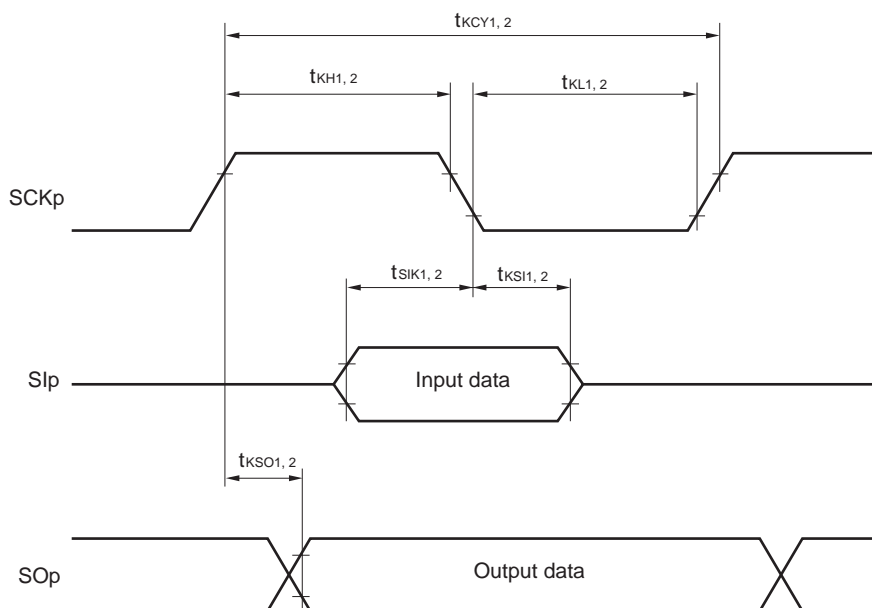 tKCY1, 2
tKH1, 2
tKL1, 2
SCKp
tSIK1, 2
tKSI1, 2
SIp
Input data
tKSO1, 2
SOp
Output data